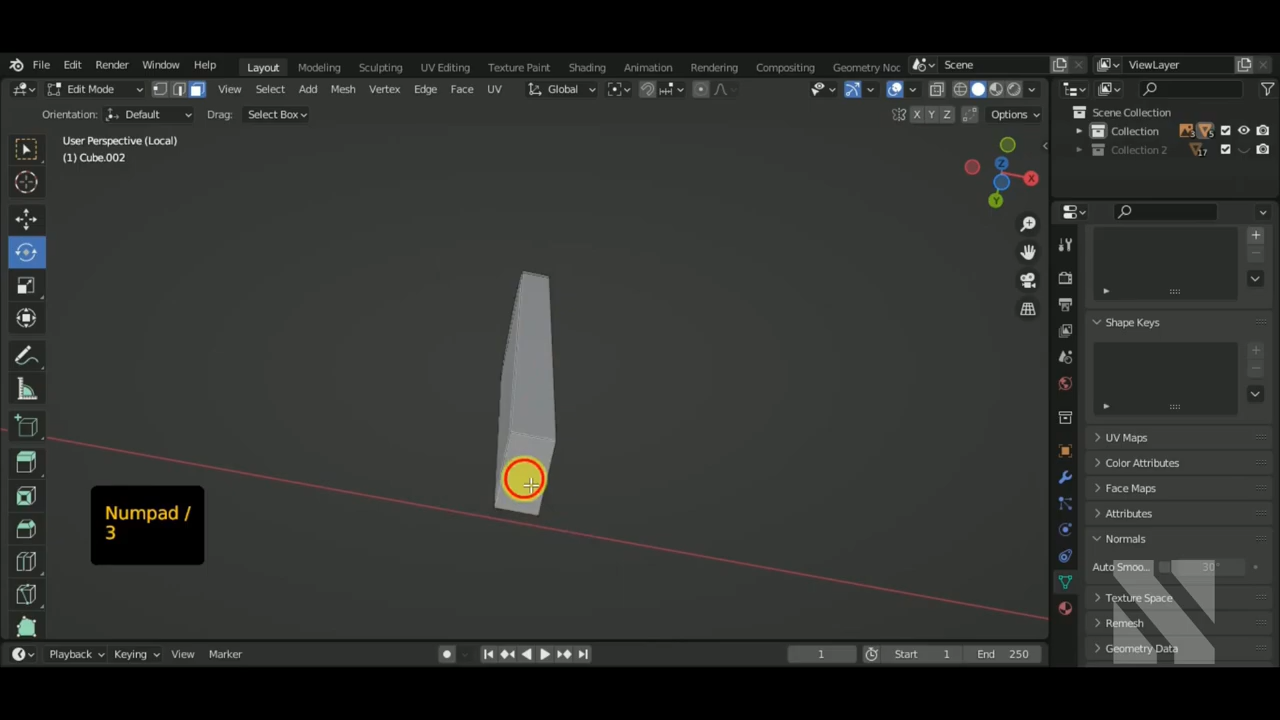 File Edit Render Window Help
Layout Modeling Sculpting UV Editing Texture Paint Shading Animation Rendering Compositing Geometry Noc
Scene ViewLayer
Edit Mode View Select Add Mesh Vertex Edge Face UV Global
Orientation: Default Drag: Select Box X Y Z Options
User Perspective (Local)
(1) Cube.002
Z
X
Y
Scene Collection
Collection 3 5
Collection 2 17
Shape Keys
UV Maps
Color Attributes
Face Maps
Attributes
Normals
Auto Smoo... 30°
Texture Space
Remesh
Geometry Data
Numpad /
3
Playback Keying View Marker 1 Start 1 End 250